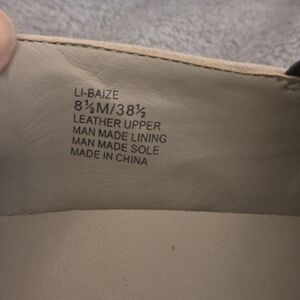 LI-BAIZE
8½M/38½
LEATHER UPPER
MAN MADE LINING
MAN MADE SOLE
MADE IN CHINA